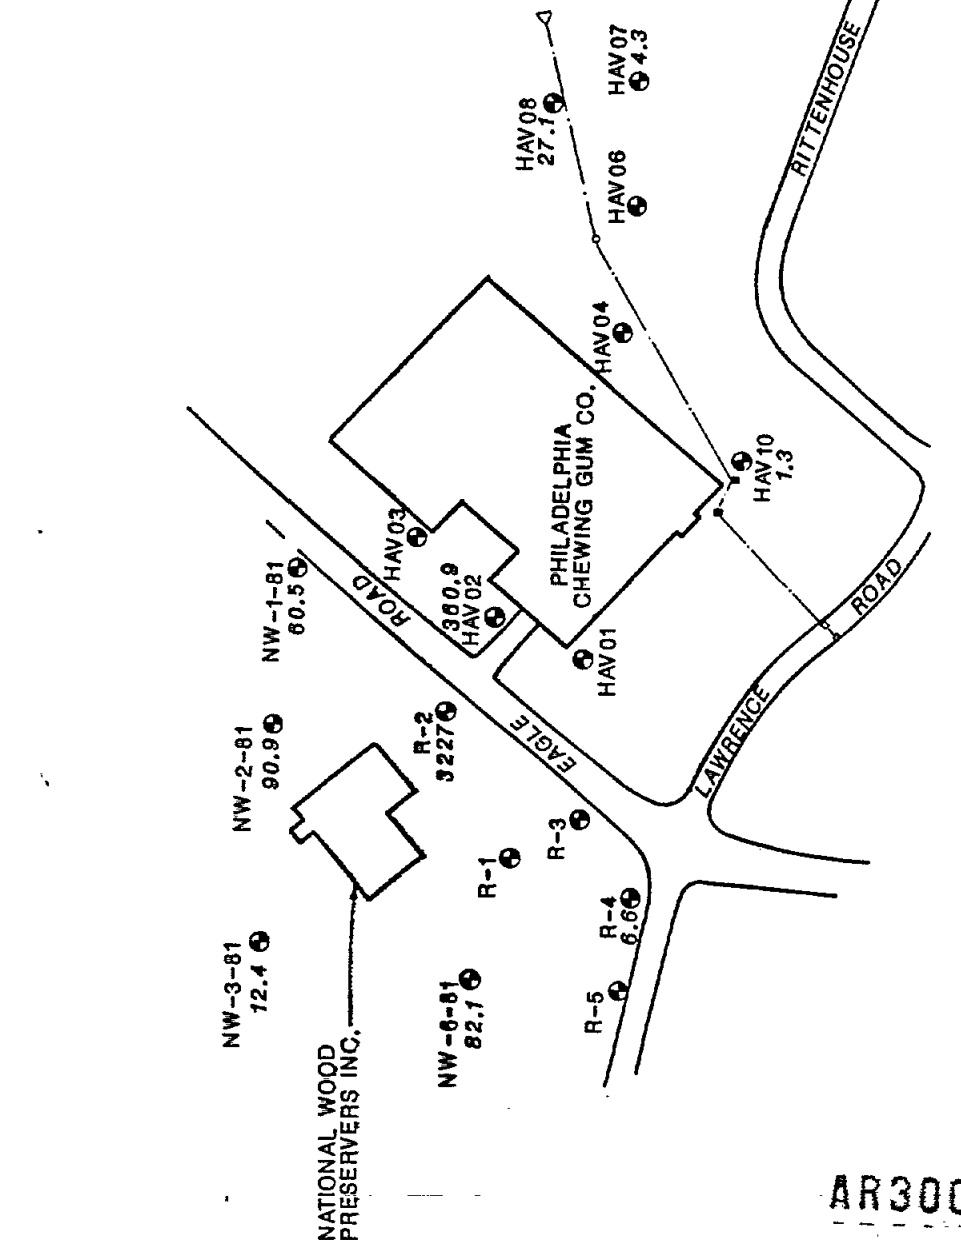 HAV07
4.3
HAV08
27.1
HAV06
RITTENHOUSE
HAV04
PHILADELPHIA
CHEWING GUM CO.
HAV10
1.3
HAV03
360.9
HAV02
HAV01
ROAD
EAGLE
LAWRENCE
ROAD
NW-1-81
60.5
NW-2-81
90.9
R-2
3227
R-3
R-1
R-4
6.6
R-5
NW-3-81
12.4
NW-6-81
82.1
NATIONAL WOOD
PRESERVERS INC.
AR300